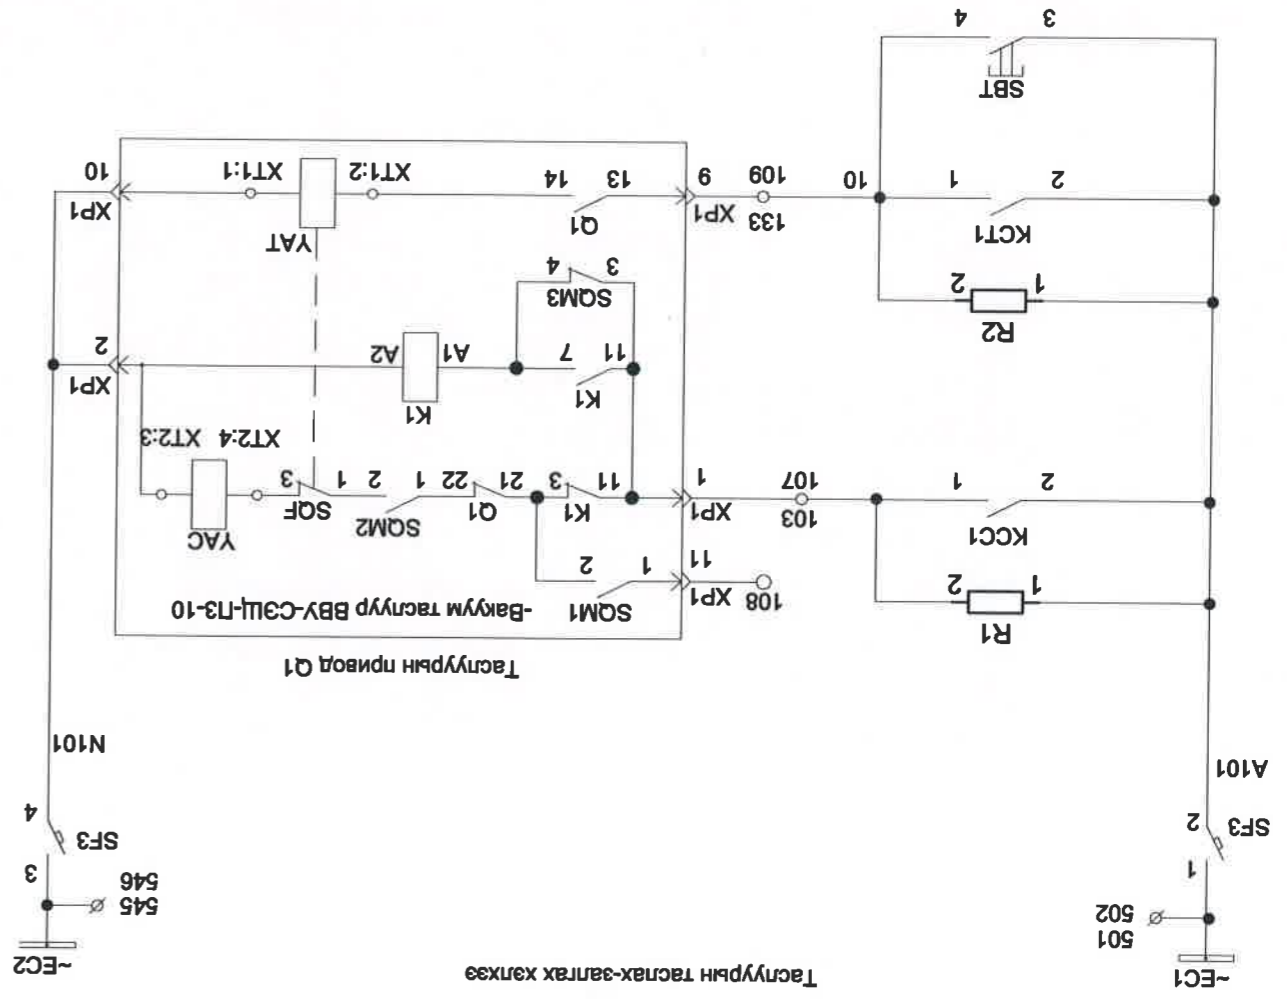 Таслуурын таслах-залгах хэлхээ
~EC1
~EC2
501
502
545
546
1
SF3
2
3
SF3
4
A101
N101
Таслуурын привод Q1
-Вакуум таслуур ВВУ-СЭЩ-П3-10
R1
1 2
108
XP1
11
SQM1
1 2
YAC
KCC1
2 1
103
107
XP1
1
K1
11 3
Q1
21 22
SQM2
1 2
SQF
1 3
XT2:4 XT2:3
K1
11 7
K1
A1 A2
XP1
2
SQM3
3 4
R2
1 2
YAT
KCT1
2 1
10
133
109
XP1
9
Q1
13 14
XT1:2 XT1:1
XP1
10
SBT
3 4